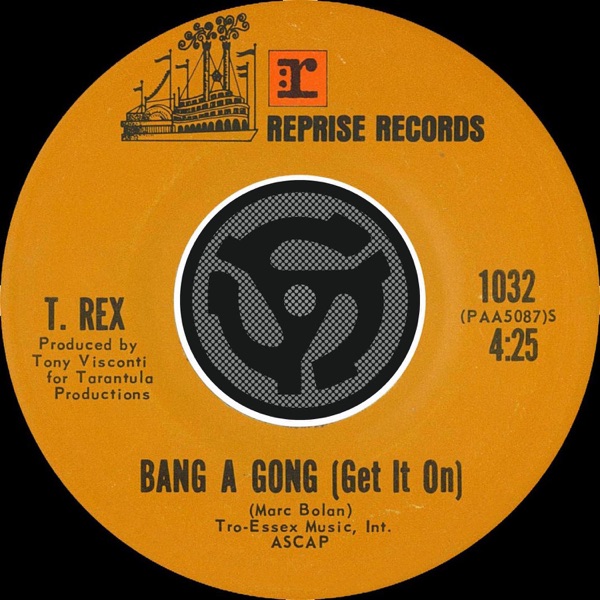 r
REPRISE RECORDS
T. REX
Produced by
Tony Visconti
for Tarantula
Productions
1032
(PAA5087)S
4:25
BANG A GONG (Get It On)
(Marc Bolan)
Tro-Essex Music, Int.
ASCAP